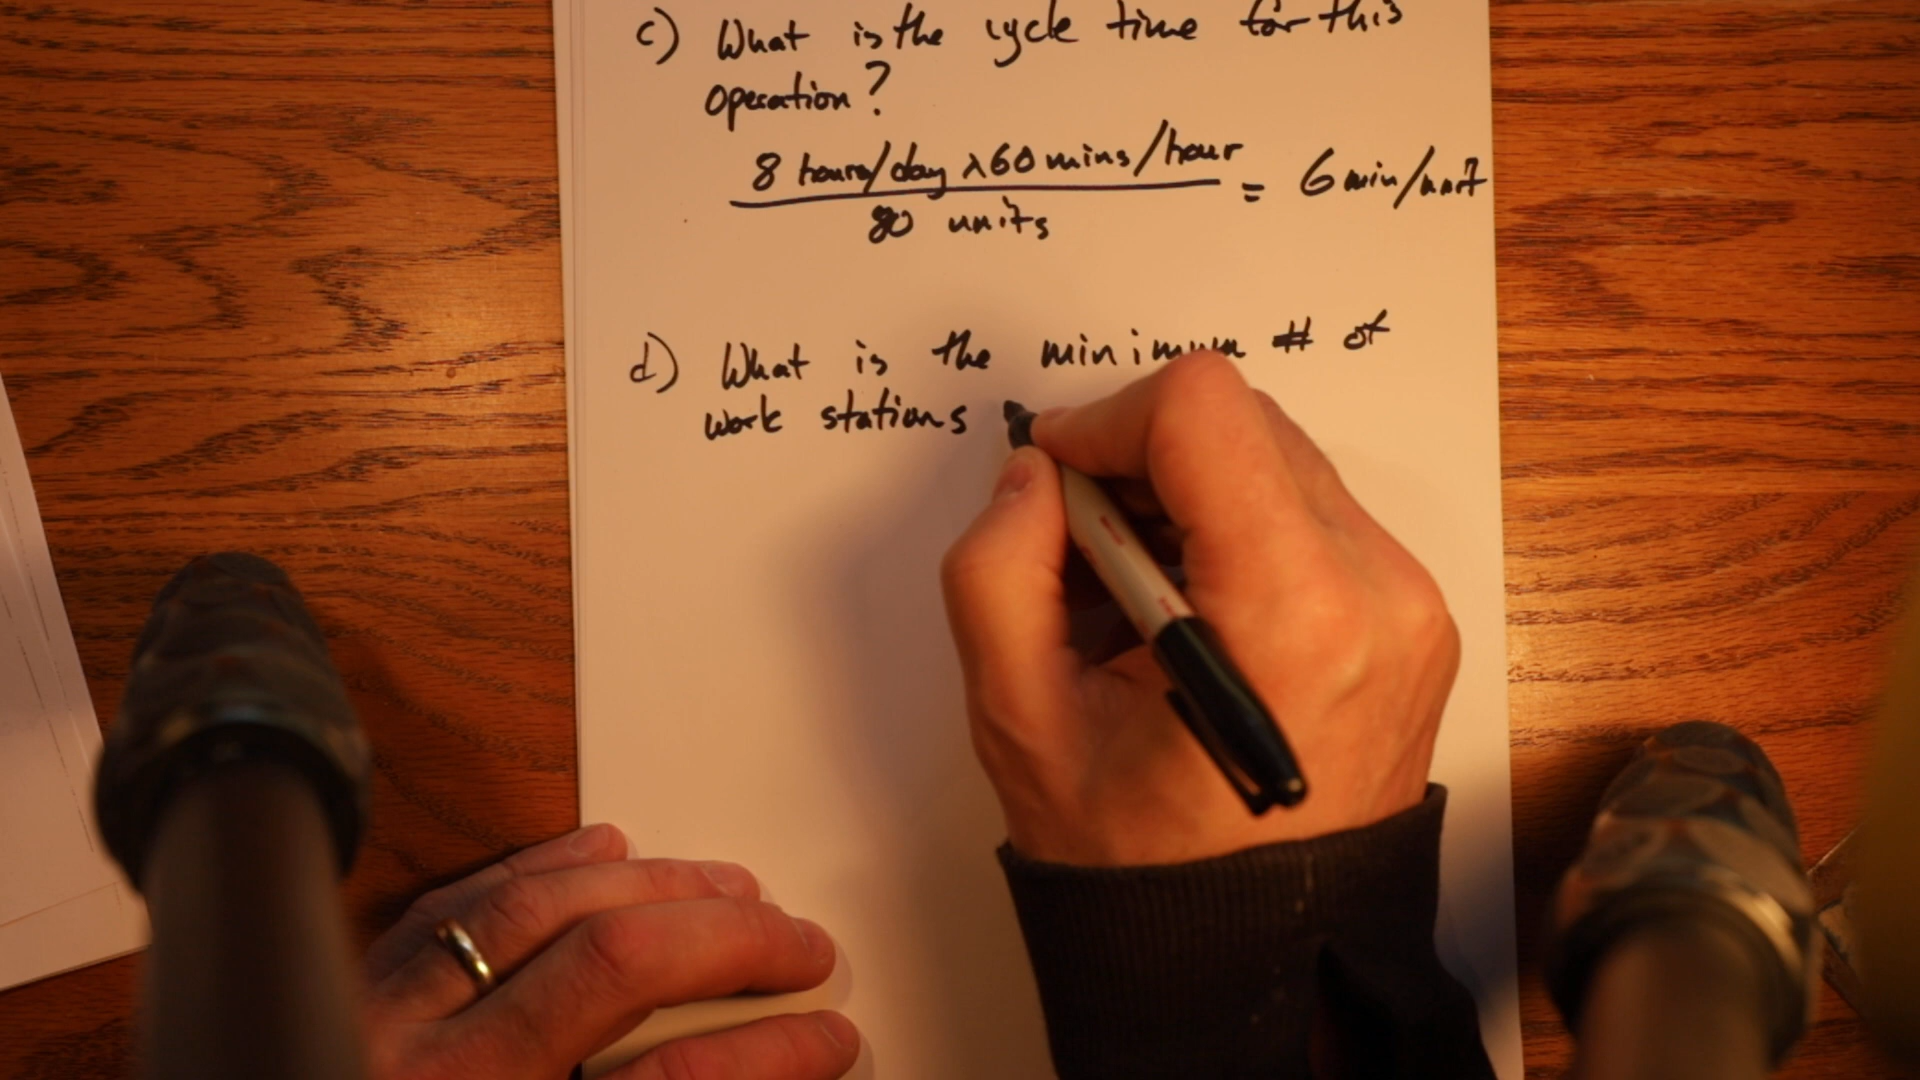 c) What is the cycle time for this
operation?
8 hours/day x60 mins/hour
80 units
= 6 min/unit
d) What is the minimum # of
work stations